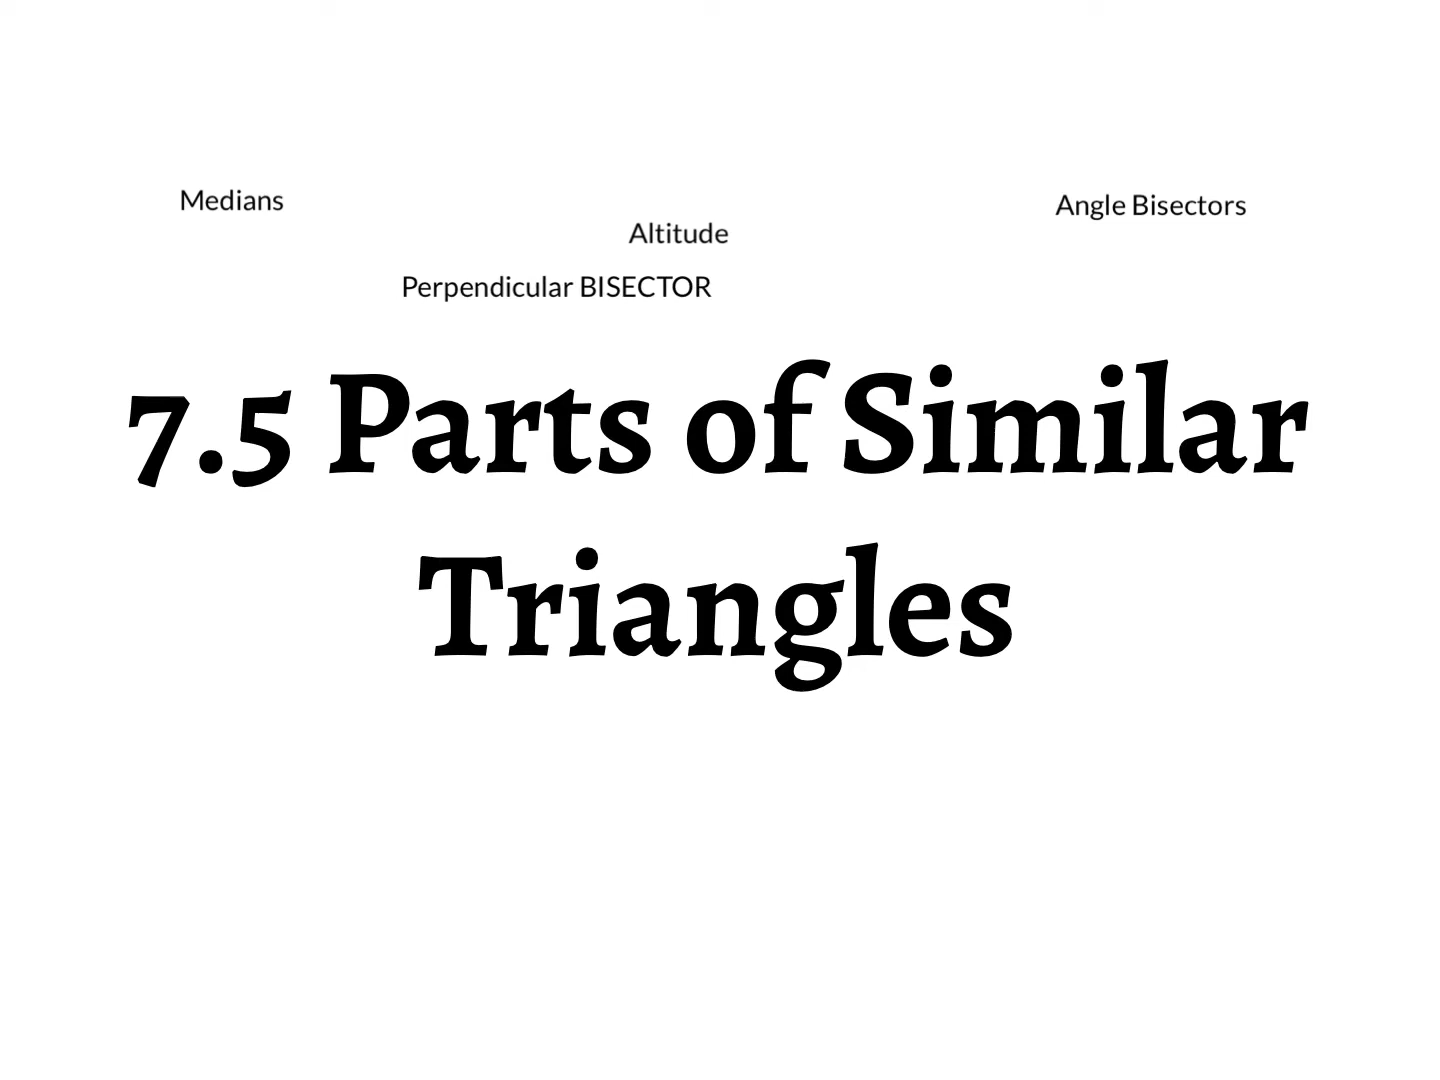 Medians
Angle Bisectors
Altitude
Perpendicular BISECTOR
7.5 Parts of Similar
Triangles